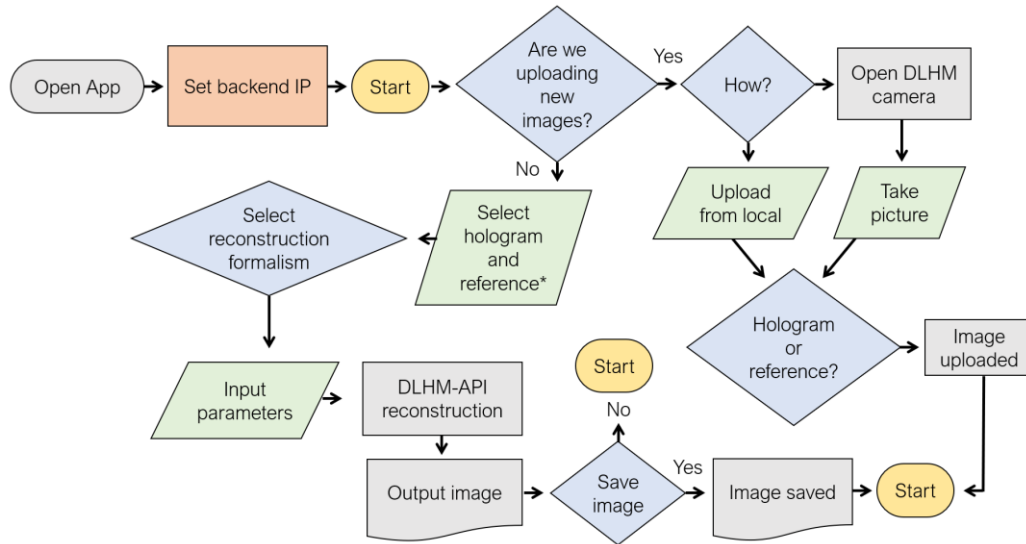 Open App
Set backend IP
Start
Are we
uploading
new
images?
Yes
How?
Open DLHM
camera
No
Upload
from local
Take
picture
Select
reconstruction
formalism
Select
hologram
and
reference*
Hologram
or
reference?
Image
uploaded
Start
Input
parameters
DLHM-API
reconstruction
No
Output image
Save
image
Yes
Image saved
Start